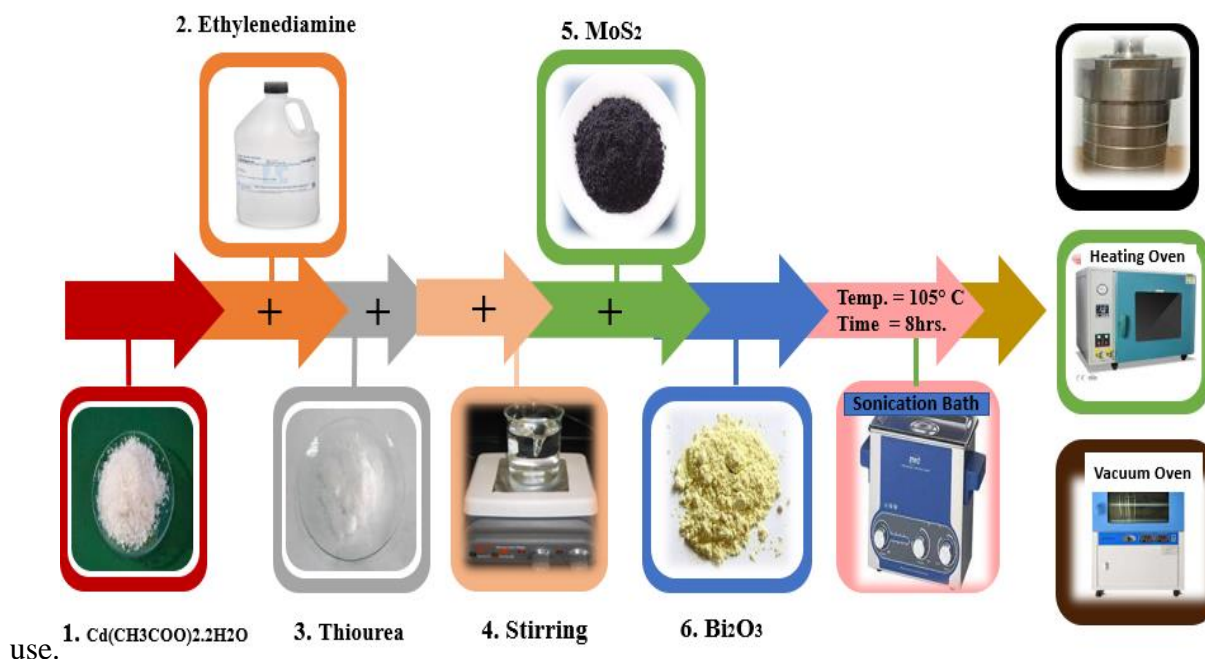 2. Ethylenediamine
5. MoS₂
+
+
+
+
Temp. = 105° C
Time = 8hrs.
Heating Oven
Sonication Bath
Vacuum Oven
1. Cd(CH3COO)2.2H2O
3. Thiourea
4. Stirring
6. Bi₂O₃
use.